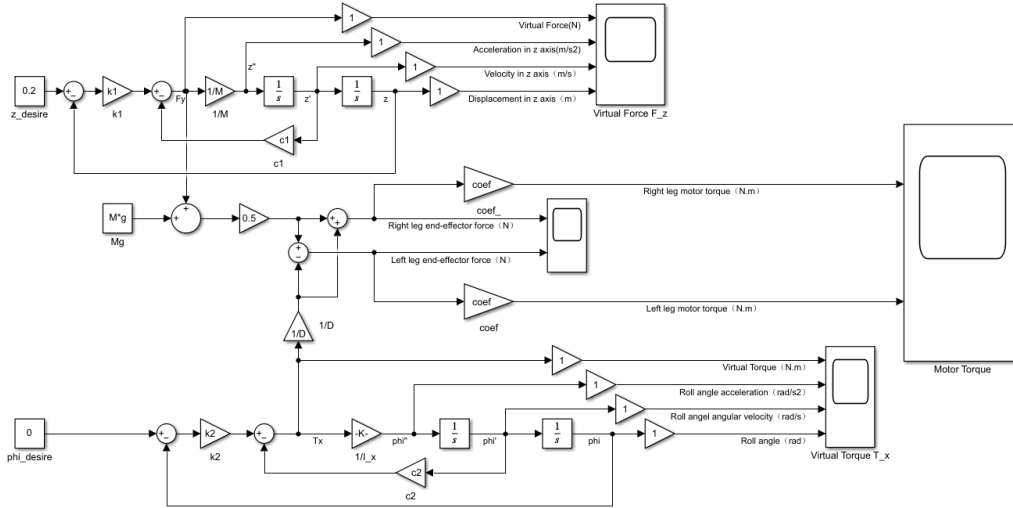 1
Virtual Force(N)
1
Acceleration in z axis(m/s2)
z"
1
Velocity in z axis（m/s）
0.2
k1
Fy
1/M
1/s
z'
1/s
z
1
Displacement in z axis（m）
z_desire
k1
1/M
Virtual Force F_z
c1
c1
coef
Right leg motor torque（N.m）
coef_
M*g
0.5
Mg
Right leg end-effector force（N）
Left leg end-effector force（N）
coef
Left leg motor torque（N.m）
coef
1/D
1/D
Motor Torque
1
Virtual Torque（N.m）
1
Roll angle acceleration（rad/s2）
1
Roll angel angular velocity（rad/s）
0
k2
Tx
-K-
phi"
1/s
phi'
1/s
phi
1
Roll angle（rad）
phi_desire
k2
1/I_x
Virtual Torque T_x
c2
c2